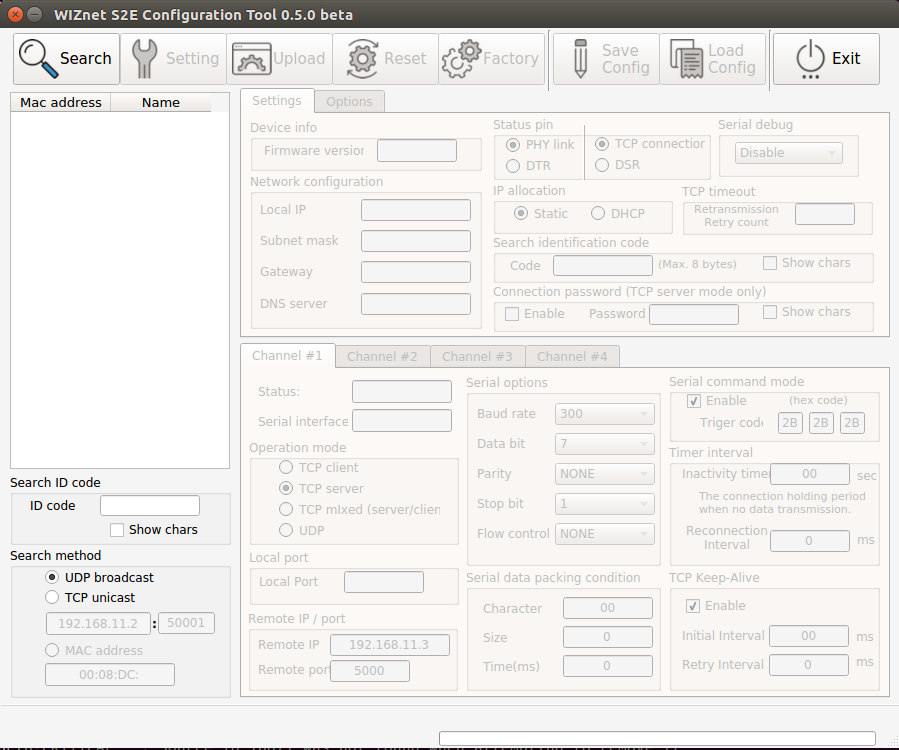 WIZnet S2E Configuration Tool 0.5.0 beta
Search
Setting
Upload
Reset
Factory
Save
Config
Load
Config
Exit
Mac address
Name
Search ID code
ID code
Show chars
Search method
UDP broadcast
TCP unicast
192.168.11.2 : 50001
MAC address
00:08:DC:
Settings
Options
Device info
Firmware version
Network configuration
Local IP
Subnet mask
Gateway
DNS server
Status pin
PHY link
DTR
TCP connection
DSR
Serial debug
Disable
IP allocation
Static
DHCP
TCP timeout
Retransmission
Retry count
Search identification code
Code
(Max. 8 bytes)
Show chars
Connection password (TCP server mode only)
Enable
Password
Show chars
Channel #1
Channel #2
Channel #3
Channel #4
Status:
Serial interface
Operation mode
TCP client
TCP server
TCP mIxed (server/clien
UDP
Local port
Local Port
Remote IP / port
Remote IP
192.168.11.3
Remote port
5000
Serial options
Baud rate
300
Data bit
7
Parity
NONE
Stop bit
1
Flow control
NONE
Serial data packing condition
Character
00
Size
0
Time(ms)
0
Serial command mode
Enable
(hex code)
Triger code
2B
2B
2B
Timer interval
Inactivity timer
00
sec
The connection holding period
when no data transmission.
Reconnection
Interval
0
ms
TCP Keep-Alive
Enable
Initial Interval
00
ms
Retry Interval
0
ms